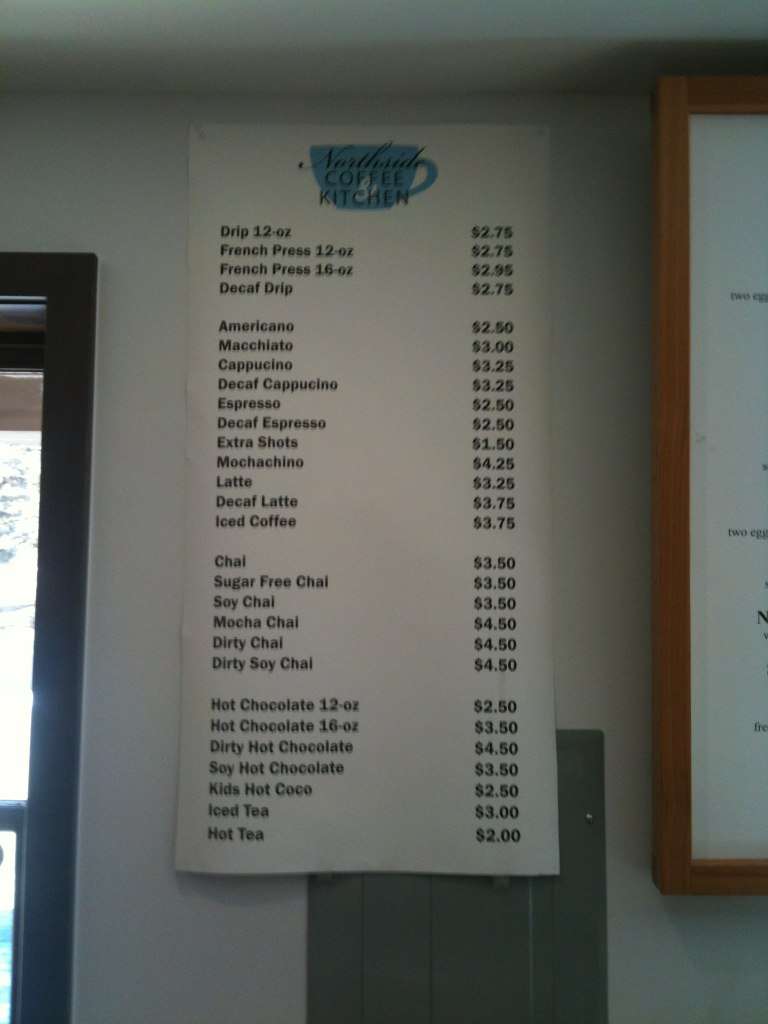 Northside
COFFEE
&
KITCHEN
Drip 12-oz $2.75
French Press 12-oz $2.75
French Press 16-oz $2.95
Decaf Drip $2.75
Americano $2.50
Macchiato $3.00
Cappucino $3.25
Decaf Cappucino $3.25
Espresso $2.50
Decaf Espresso $2.50
Extra Shots $1.50
Mochachino $4.25
Latte $3.25
Decaf Latte $3.75
Iced Coffee $3.75
Chai $3.50
Sugar Free Chai $3.50
Soy Chai $3.50
Mocha Chai $4.50
Dirty Chai $4.50
Dirty Soy Chai $4.50
Hot Chocolate 12-oz $2.50
Hot Chocolate 16-oz $3.50
Dirty Hot Chocolate $4.50
Soy Hot Chocolate $3.50
Kids Hot Coco $2.50
Iced Tea $3.00
Hot Tea $2.00
two egg
two egg
N
fre